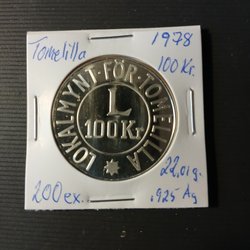 Tomelilla
1978
100 Kr.
LOKALMYNT·FÖR·TOMELILLA
L
100 Kr.
200 ex.
22,01 g.
.925 Ag